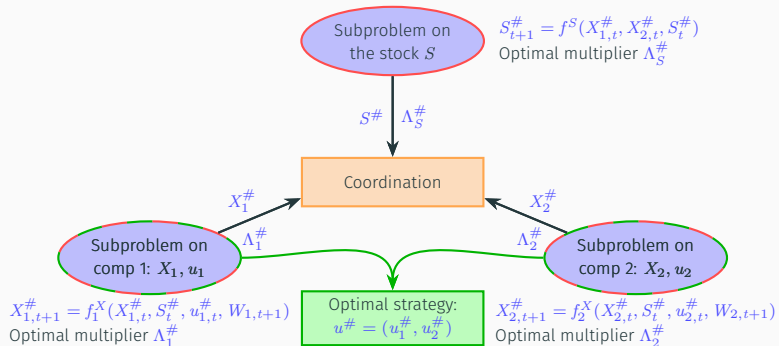 Subproblem on
the stock S
S^#_{t+1} = f^S(X^#_{1,t}, X^#_{2,t}, S^#_t)
Optimal multiplier Λ^#_S
S^# Λ^#_S
Coordination
X^#_1
X^#_2
Λ^#_1
Λ^#_2
Subproblem on
comp 1: X_1, u_1
Subproblem on
comp 2: X_2, u_2
X^#_{1,t+1} = f^X_1(X^#_{1,t}, S^#_t, u^#_{1,t}, W_{1,t+1})
Optimal multiplier Λ^#_1
Optimal strategy:
u^# = (u^#_1, u^#_2)
X^#_{2,t+1} = f^X_2(X^#_{2,t}, S^#_t, u^#_{2,t}, W_{2,t+1})
Optimal multiplier Λ^#_2